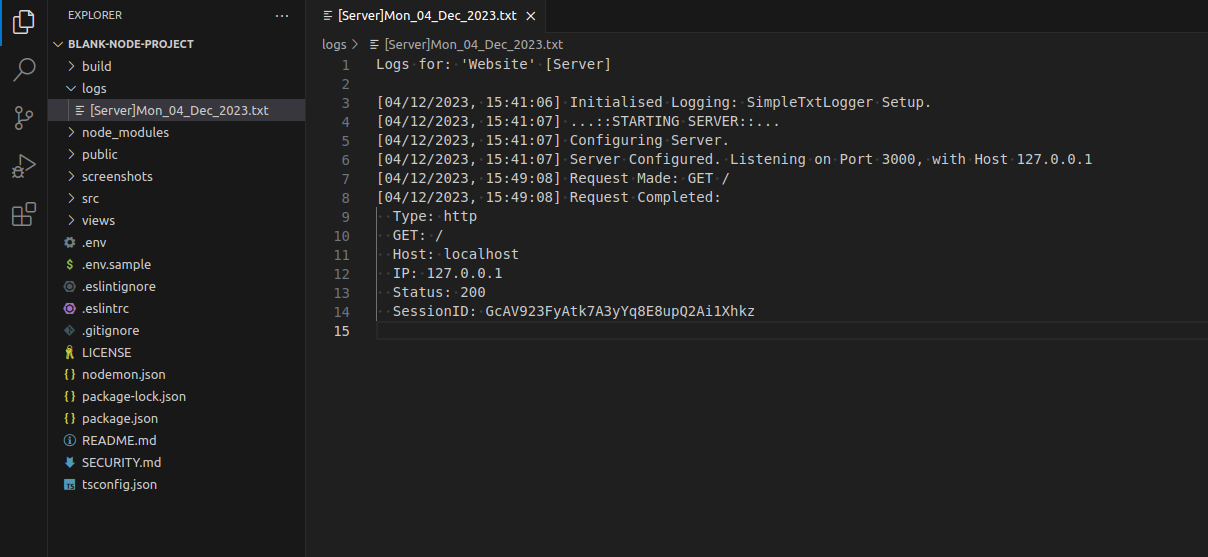 EXPLORER
BLANK-NODE-PROJECT
build
logs
[Server]Mon_04_Dec_2023.txt
node_modules
public
screenshots
src
views
.env
.env.sample
.eslintignore
.eslintrc
.gitignore
LICENSE
nodemon.json
package-lock.json
package.json
README.md
SECURITY.md
tsconfig.json
[Server]Mon_04_Dec_2023.txt
logs > [Server]Mon_04_Dec_2023.txt
1 Logs for: 'Website' [Server]
2
3 [04/12/2023, 15:41:06] Initialised Logging: SimpleTxtLogger Setup.
4 [04/12/2023, 15:41:07] ...::STARTING SERVER::...
5 [04/12/2023, 15:41:07] Configuring Server.
6 [04/12/2023, 15:41:07] Server Configured. Listening on Port 3000, with Host 127.0.0.1
7 [04/12/2023, 15:49:08] Request Made: GET /
8 [04/12/2023, 15:49:08] Request Completed:
9 Type: http
10 GET: /
11 Host: localhost
12 IP: 127.0.0.1
13 Status: 200
14 SessionID: GcAV923FyAtk7A3yYq8E8upQ2Ai1Xhkz
15